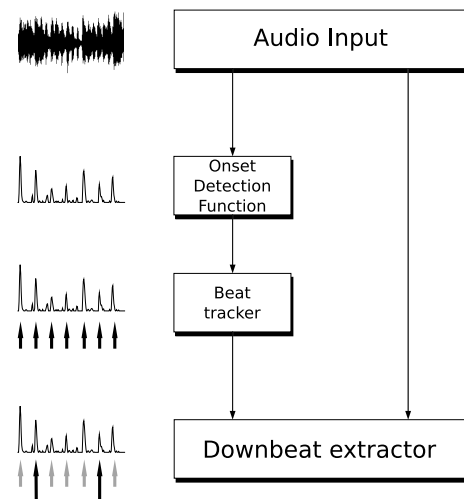 Audio Input
Onset
Detection
Function
Beat
tracker
Downbeat extractor